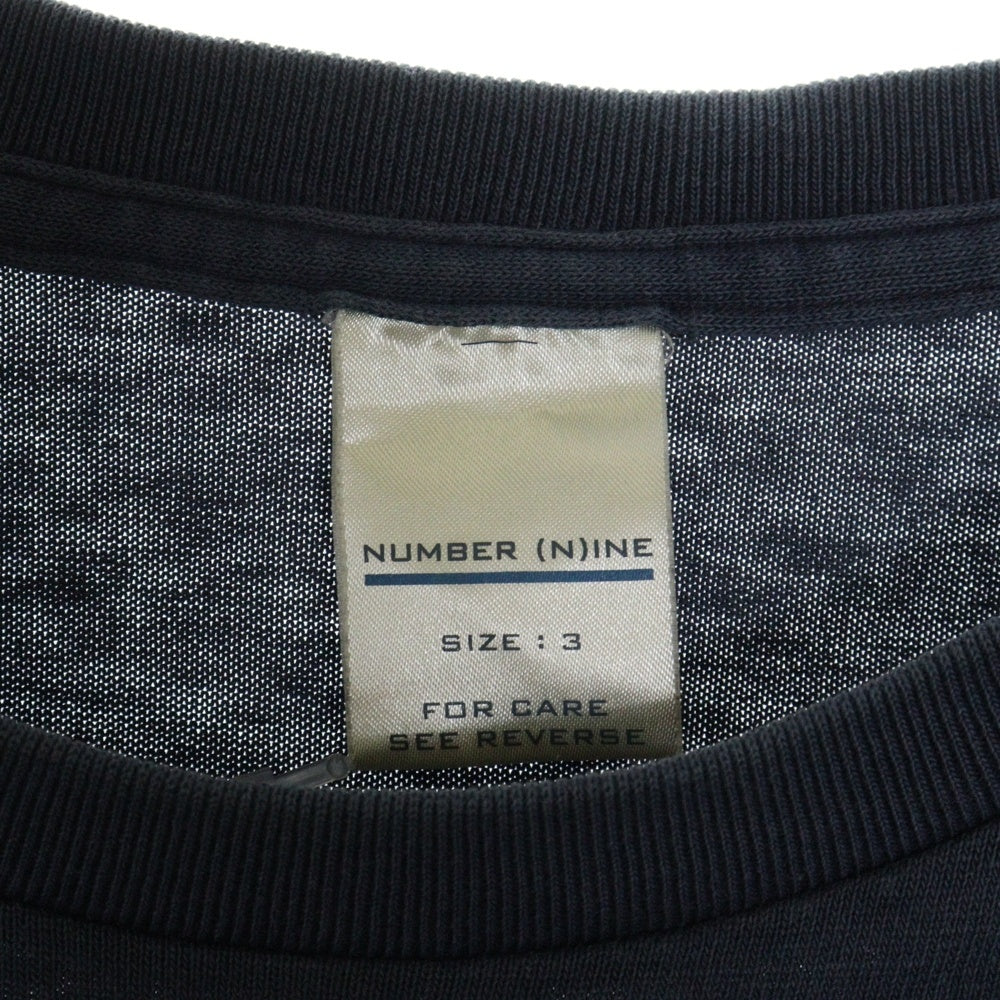 NUMBER (N)INE
SIZE : 3
FOR CARE
SEE REVERSE